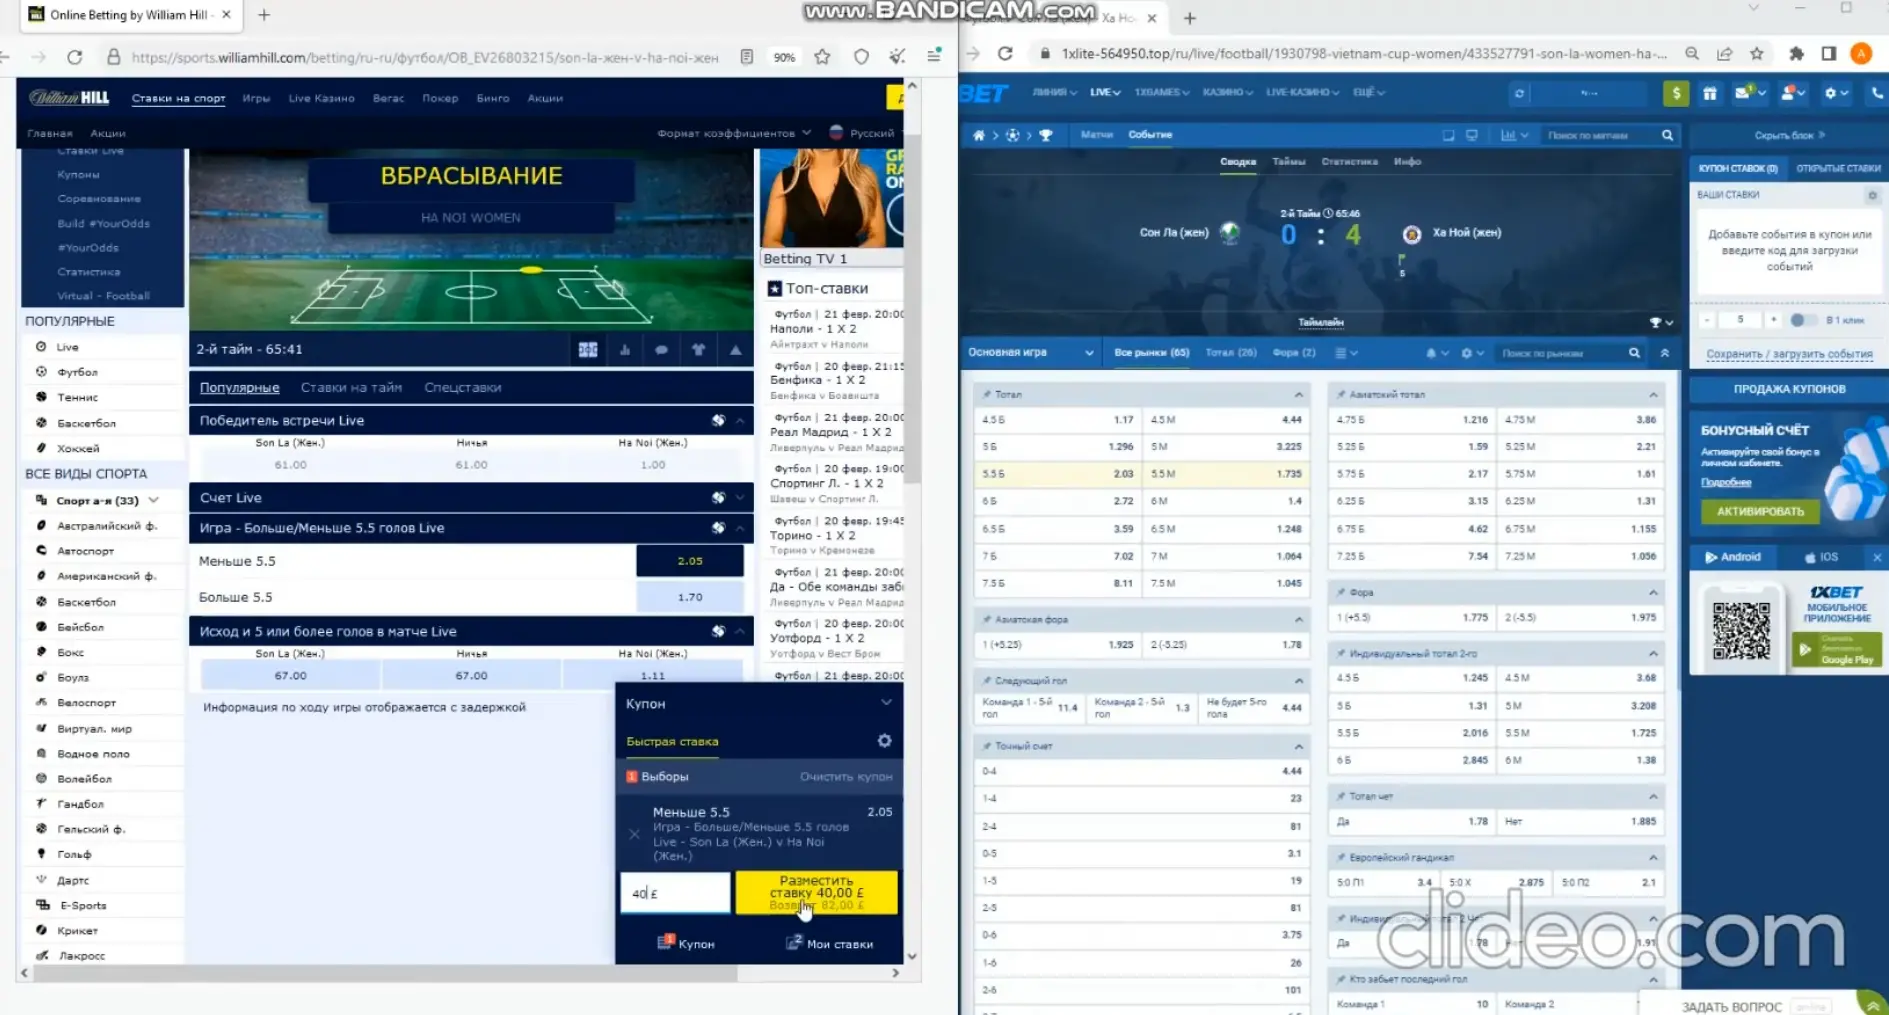 www.BANDICAM.com
Online Betting by William Hill -
https://sports.williamhill.com/betting/ru-ru/футбол/OB_EV26803215/son-la-жен-v-ha-noi-жен
90%
William HILL
Ставки на спорт
Игры
Live Казино
Вегас
Покер
Бинго
Акции
Главная
Акции
Формат коэффициентов
Русский
Ставки Live
Купоны
Соревнование
Build #YourOdds
#YourOdds
Статистика
Virtual - Football
ПОПУЛЯРНЫЕ
Live
Футбол
Теннис
Баскетбол
Хоккей
ВСЕ ВИДЫ СПОРТА
Спорт а-я (33)
Австралийский ф.
Автоспорт
Американский ф.
Баскетбол
Бейсбол
Бокс
Боулз
Велоспорт
Виртуал. мир
Водное поло
Волейбол
Гандбол
Гельский ф.
Гольф
Дартс
E-Sports
Крикет
Лакросс
ВБРАСЫВАНИЕ
HA NOI WOMEN
2-й тайм - 65:41
Популярные
Ставки на тайм
Спецставки
Победитель встречи Live
Son La (Жен.)
Ничья
Ha Noi (Жен.)
61.00
61.00
1.00
Счет Live
Игра - Больше/Меньше 5.5 голов Live
Меньше 5.5
2.05
Больше 5.5
1.70
Исход и 5 или более голов в матче Live
Son La (Жен.)
Ничья
Ha Noi (Жен.)
67.00
67.00
1.11
Информация по ходу игры отображается с задержкой
Betting TV 1
Топ-ставки
Футбол | 21 февр. 20:00
Наполи - 1 X 2
Айнтрахт v Наполи
Футбол | 20 февр. 21:15
Бенфика - 1 X 2
Бенфика v Боавишта
Футбол | 21 февр. 20:00
Реал Мадрид - 1 X 2
Ливерпуль v Реал Мадрид
Футбол | 20 февр. 19:00
Спортинг Л. - 1 X 2
Шавеш v Спортинг Л.
Футбол | 20 февр. 19:45
Торино - 1 X 2
Торино v Кремонезе
Футбол | 21 февр. 20:00
Да - Обе команды заб
Ливерпуль v Реал Мадрид
Футбол | 20 февр. 20:00
Уотфорд - 1 X 2
Уотфорд v Вест Бром
Футбол | 21 февр. 20:00
Купон
Быстрая ставка
1 Выборы
Очистить купон
Меньше 5.5
2.05
Игра - Больше/Меньше 5.5 голов
Live - Son La (Жен.) v Ha Noi
(Жен.)
40 £
Разместить
ставку 40,00 £
82,00 £
1 Купон
2 Мои ставки
1xlite-564950.top/ru/live/football/1930798-vietnam-cup-women/433527791-son-la-women-ha-...
A
BET
ЛИНИЯ
LIVE
1XGAMES
КАЗИНО
LIVE-КАЗИНО
ЕЩЁ
$
Матчи
Событие
Поиск по матчам
Скрыть блок
Сводка
Таймы
Статистика
Инфо
2-й Тайм 65:46
Сон Ла (жен)
0 : 4
Ха Ной (жен)
5
Таймлайн
Основная игра
Все рынки (65)
Тотал (26)
Фора (2)
Поиск по рынкам
Тотал
4.5 Б 1.17 4.5 М 4.44
5 Б 1.296 5 М 3.225
5.5 Б 2.03 5.5 М 1.735
6 Б 2.72 6 М 1.4
6.5 Б 3.59 6.5 М 1.248
7 Б 7.02 7 М 1.064
7.5 Б 8.11 7.5 М 1.045
Азиатская фора
1 (+5.25) 1.925 2 (-5.25) 1.78
Следующий гол
Команда 1 - 5-й гол 11.4
Команда 2 - 5-й гол 1.3
Не будет 5-го гола 4.44
Точный счет
0-4 4.44
1-4 23
2-4 81
0-5 3.1
1-5 19
2-5 81
0-6 3.75
1-6 26
2-6 101
Азиатский тотал
4.75 Б 1.216 4.75 М 3.86
5.25 Б 1.59 5.25 М 2.21
5.75 Б 2.17 5.75 М 1.61
6.25 Б 3.15 6.25 М 1.31
6.75 Б 4.62 6.75 М 1.155
7.25 Б 7.54 7.25 М 1.056
Фора
1 (+5.5) 1.775 2 (-5.5) 1.975
Индивидуальный тотал 2-го
4.5 Б 1.245 4.5 М 3.68
5 Б 1.31 5 М 3.208
5.5 Б 2.016 5.5 М 1.725
6 Б 2.845 6 М 1.38
Тотал чет
Да 1.78 Нет 1.885
Европейский гандикап
5:0 П1 3.4 5:0 X 2.875 5:0 П2 2.1
Да
1.78
1.91
Кто забьет последний гол
Команда 1 10 Команда 2
КУПОН СТАВОК (0)
ОТКРЫТЫЕ СТАВКИ
ВАШИ СТАВКИ
Добавьте события в купон или
введите код для загрузки
событий
- 5 +
В 1 клик
Сохранить / загрузить события
ПРОДАЖА КУПОНОВ
БОНУСНЫЙ СЧЁТ
Активируйте свой бонус в
личном кабинете.
Подробнее
АКТИВИРОВАТЬ
Android
iOS
1XBET
МОБИЛЬНОЕ
ПРИЛОЖЕНИЕ
Google Play
clideo.com
ЗАДАТЬ ВОПРОС